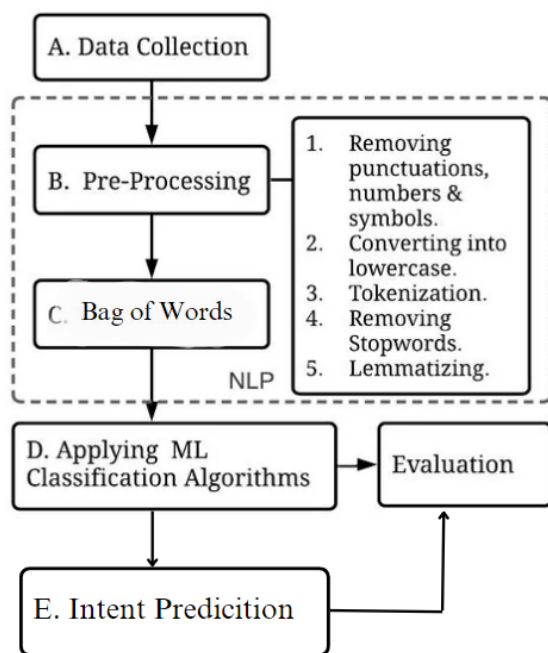 A. Data Collection
B. Pre-Processing
1. Removing
punctuations,
numbers &
symbols.
2. Converting into
lowercase.
3. Tokenization.
4. Removing
Stopwords.
5. Lemmatizing.
C. Bag of Words
NLP
D. Applying ML
Classification Algorithms
Evaluation
E. Intent Predicition